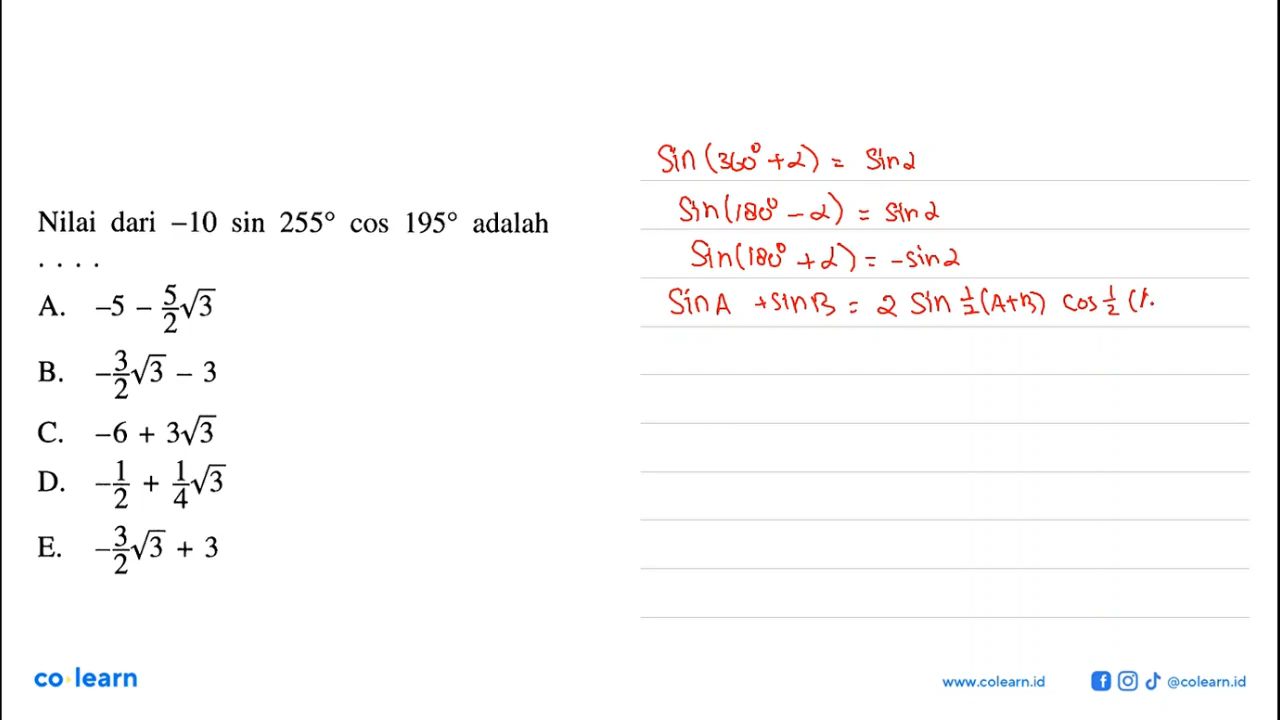 Nilai dari –10 sin 255° cos 195° adalah
. . . .
A. –5 – 5/2√3
B. –3/2√3 – 3
C. –6 + 3√3
D. –1/2 + 1/4√3
E. –3/2√3 + 3
Sin (360° + α) = Sin α
Sin (180° – α) = Sin α
Sin (180° + α) = –Sin α
Sin A + Sin B = 2 Sin 1/2 (A+B) Cos 1/2 (
co learn
www.colearn.id @colearn.id